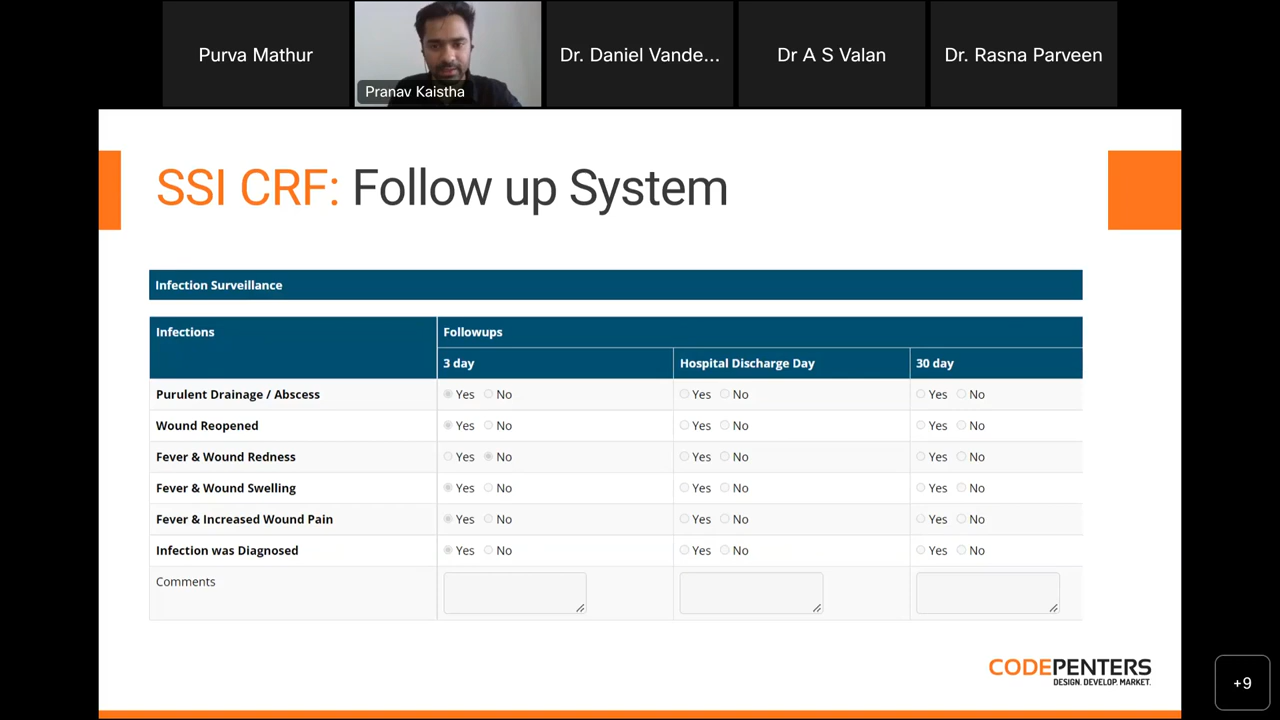 Purva Mathur
Pranav Kaistha
Dr. Daniel Vande...
Dr A S Valan
Dr. Rasna Parveen
SSI CRF: Follow up System
Infection Surveillance
Infections Followups
3 day Hospital Discharge Day 30 day
Purulent Drainage / Abscess Yes No Yes No Yes No
Wound Reopened Yes No Yes No Yes No
Fever & Wound Redness Yes No Yes No Yes No
Fever & Wound Swelling Yes No Yes No Yes No
Fever & Increased Wound Pain Yes No Yes No Yes No
Infection was Diagnosed Yes No Yes No Yes No
Comments
CODEPENTERS
DESIGN. DEVELOP. MARKET.
+9